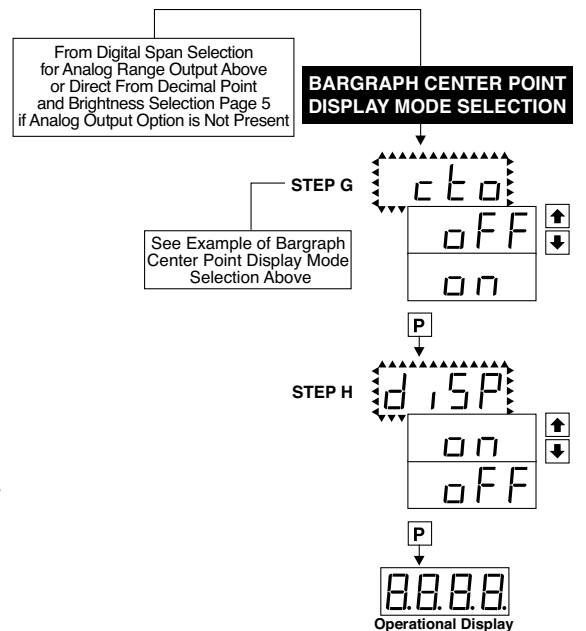 From Digital Span Selection
for Analog Range Output Above
or Direct From Decimal Point
and Brightness Selection Page 5
if Analog Output Option is Not Present
BARGRAPH CENTER POINT
DISPLAY MODE SELECTION
STEP G
cto
oFF
on
See Example of Bargraph
Center Point Display Mode
Selection Above
P
STEP H
diSP
on
oFF
P
8.8.8.8.
Operational Display